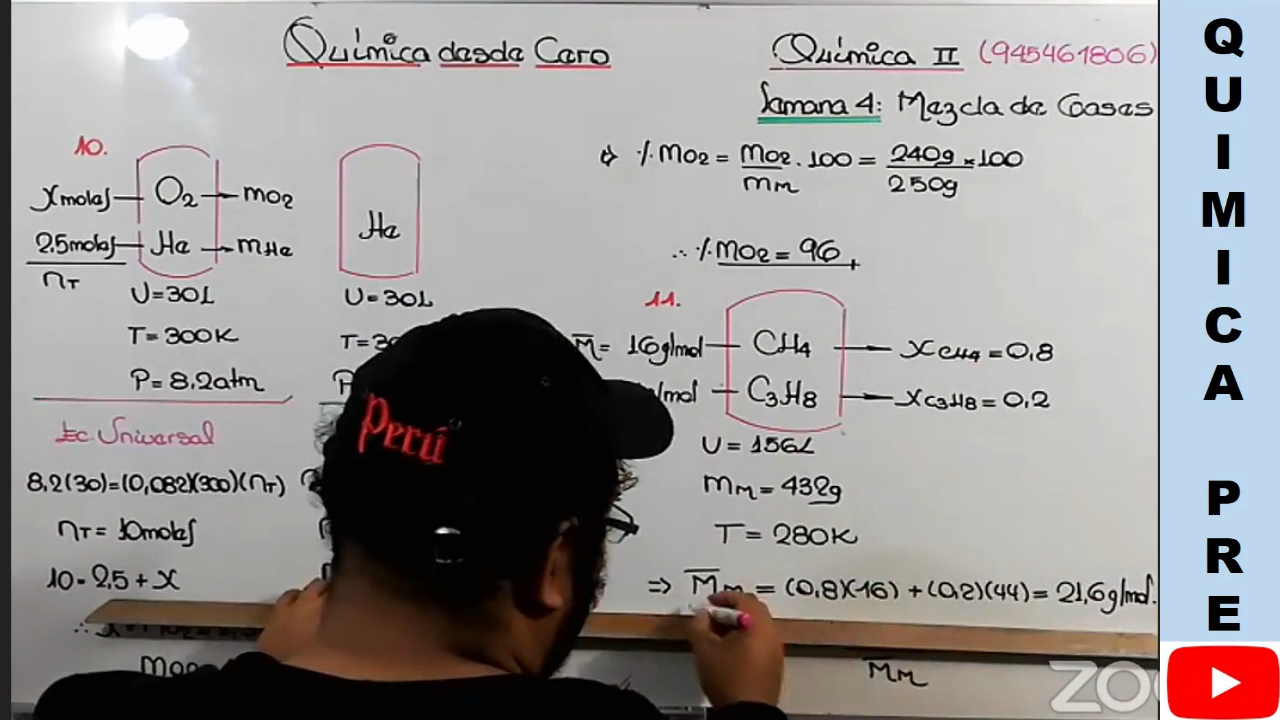 Química desde Cero
Química II (945461806)
Semana 4: Mezcla de Gases
10.
x moles
O₂
mO₂
2,5 moles
He
mHe
nT
V=30L
T=300K
P=8,2atm
He
V=30L
Ec. Universal
8,2(30)=(0,082)(300)(nT)
nT=10moles
10=2,5+x
⇒ %mO₂ = mO₂/mM . 100 = 240g/250g × 100
∴ %mO₂ = 96
11.
M̄= 16g/mol
CH4
XCH4=0,8
C₃H8
XC3H8=0,2
V=156L
mM=432g
T=280K
⇒ M̄M = (0,8)(16)+(0,2)(44)=21,6g/mol.
M̄M
Perú
QUIMICA PRE